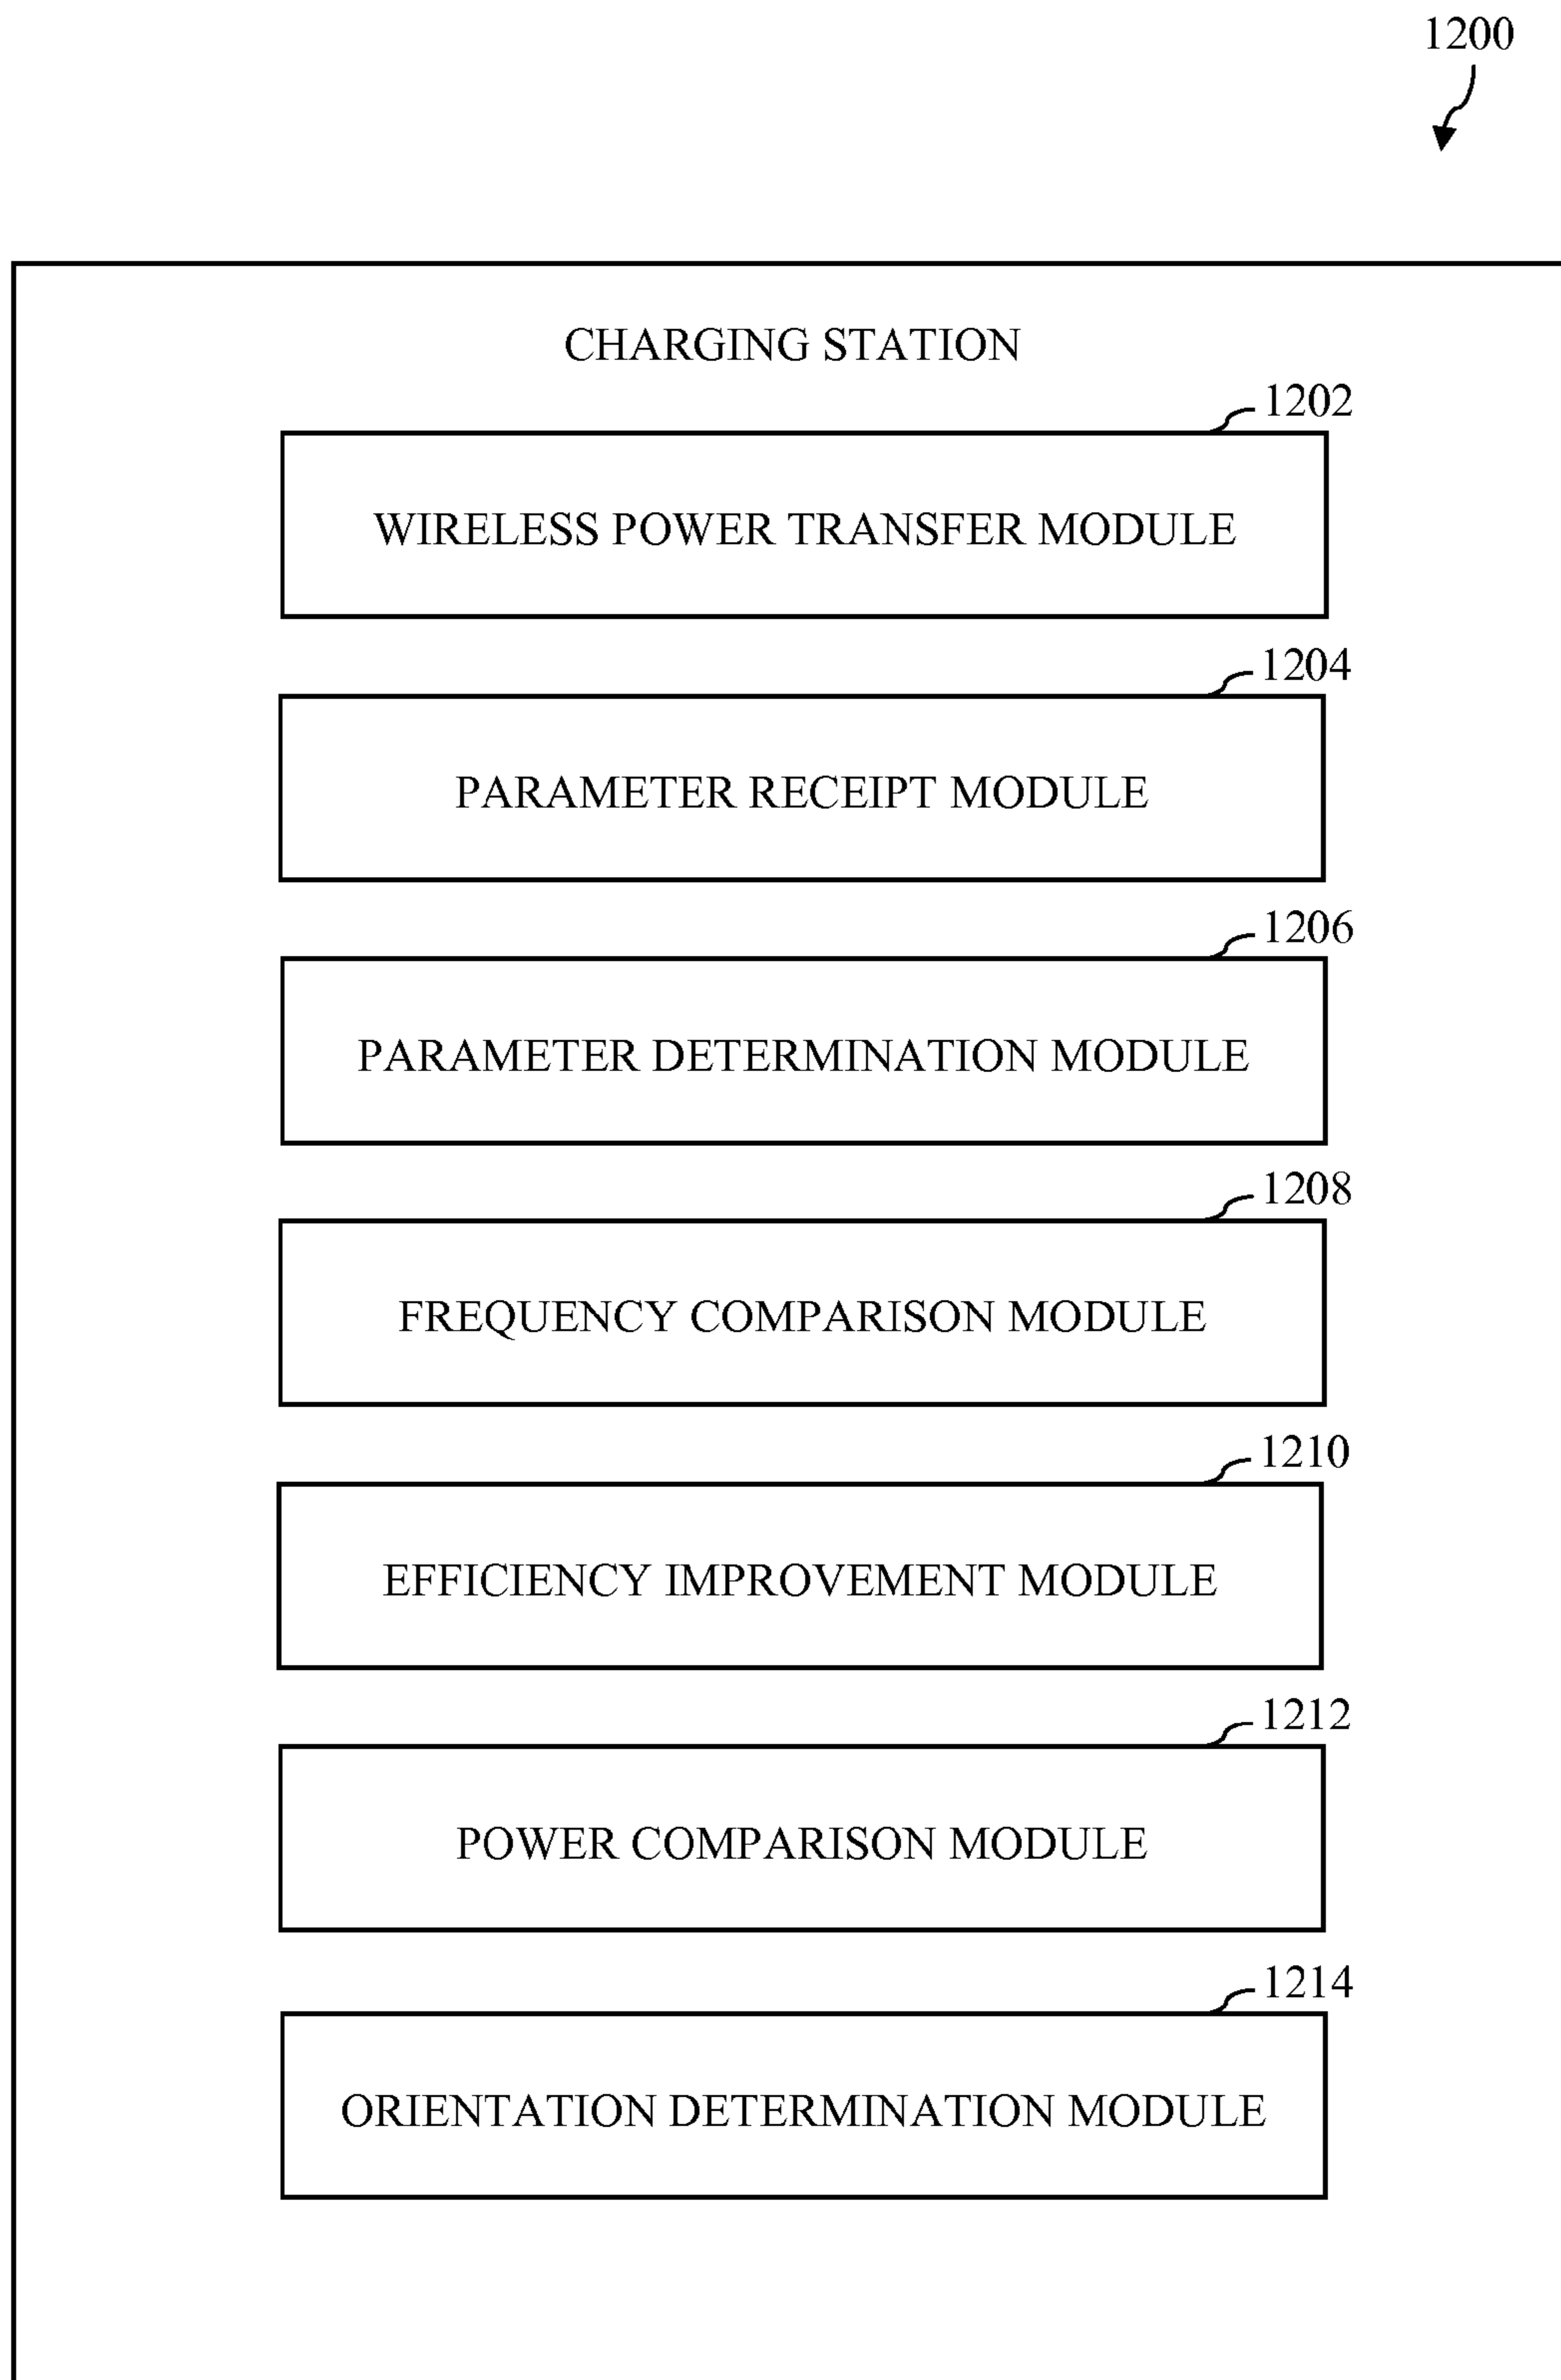 1200
CHARGING STATION
1202
WIRELESS POWER TRANSFER MODULE
1204
PARAMETER RECEIPT MODULE
1206
PARAMETER DETERMINATION MODULE
1208
FREQUENCY COMPARISON MODULE
1210
EFFICIENCY IMPROVEMENT MODULE
1212
POWER COMPARISON MODULE
1214
ORIENTATION DETERMINATION MODULE